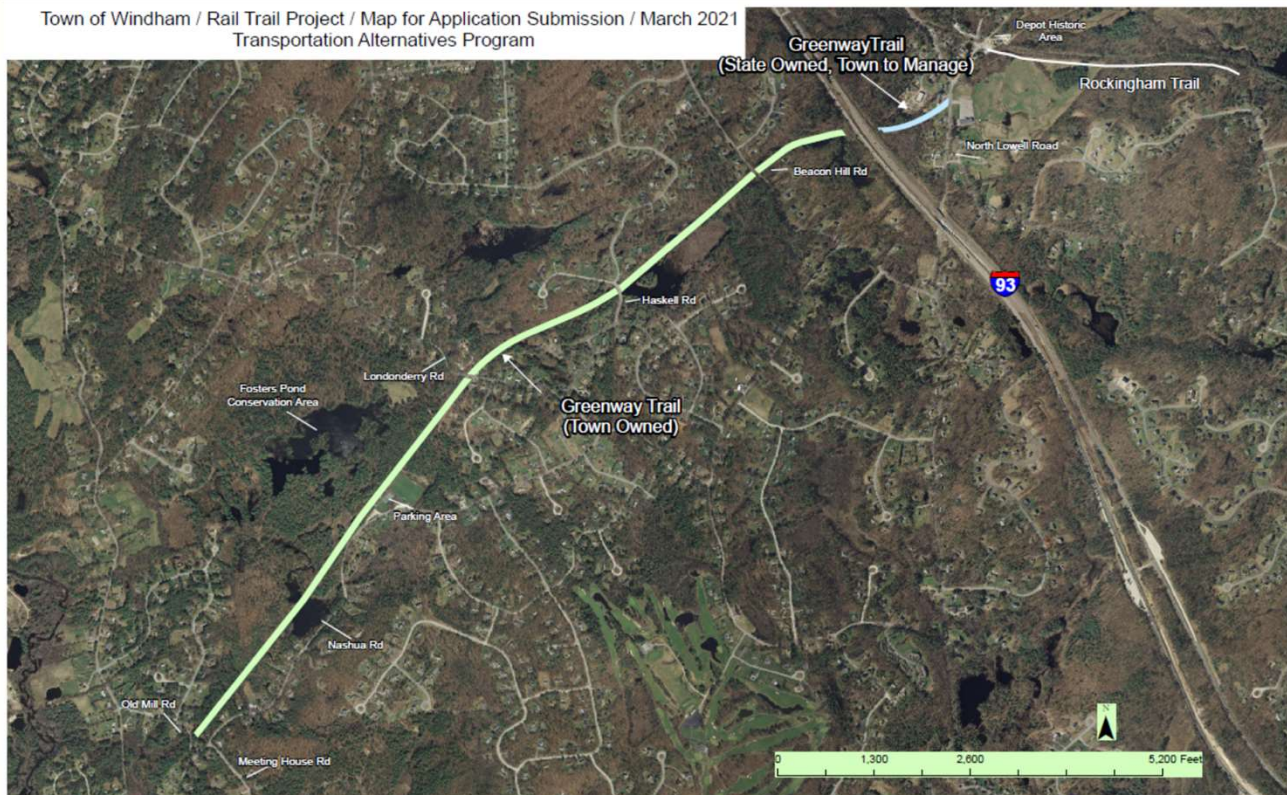 Town of Windham / Rail Trail Project / Map for Application Submission / March 2021
Transportation Alternatives Program
Depot Historic
Area
GreenwayTrail
(State Owned, Town to Manage)
Rockingham Trail
North Lowell Road
Beacon Hill Rd
93
Haskell Rd
Londonderry Rd
Fosters Pond
Conservation Area
Greenway Trail
(Town Owned)
Parking Area
Nashua Rd
Old Mill Rd
Meeting House Rd
N
0 1,300 2,600 5,200 Feet